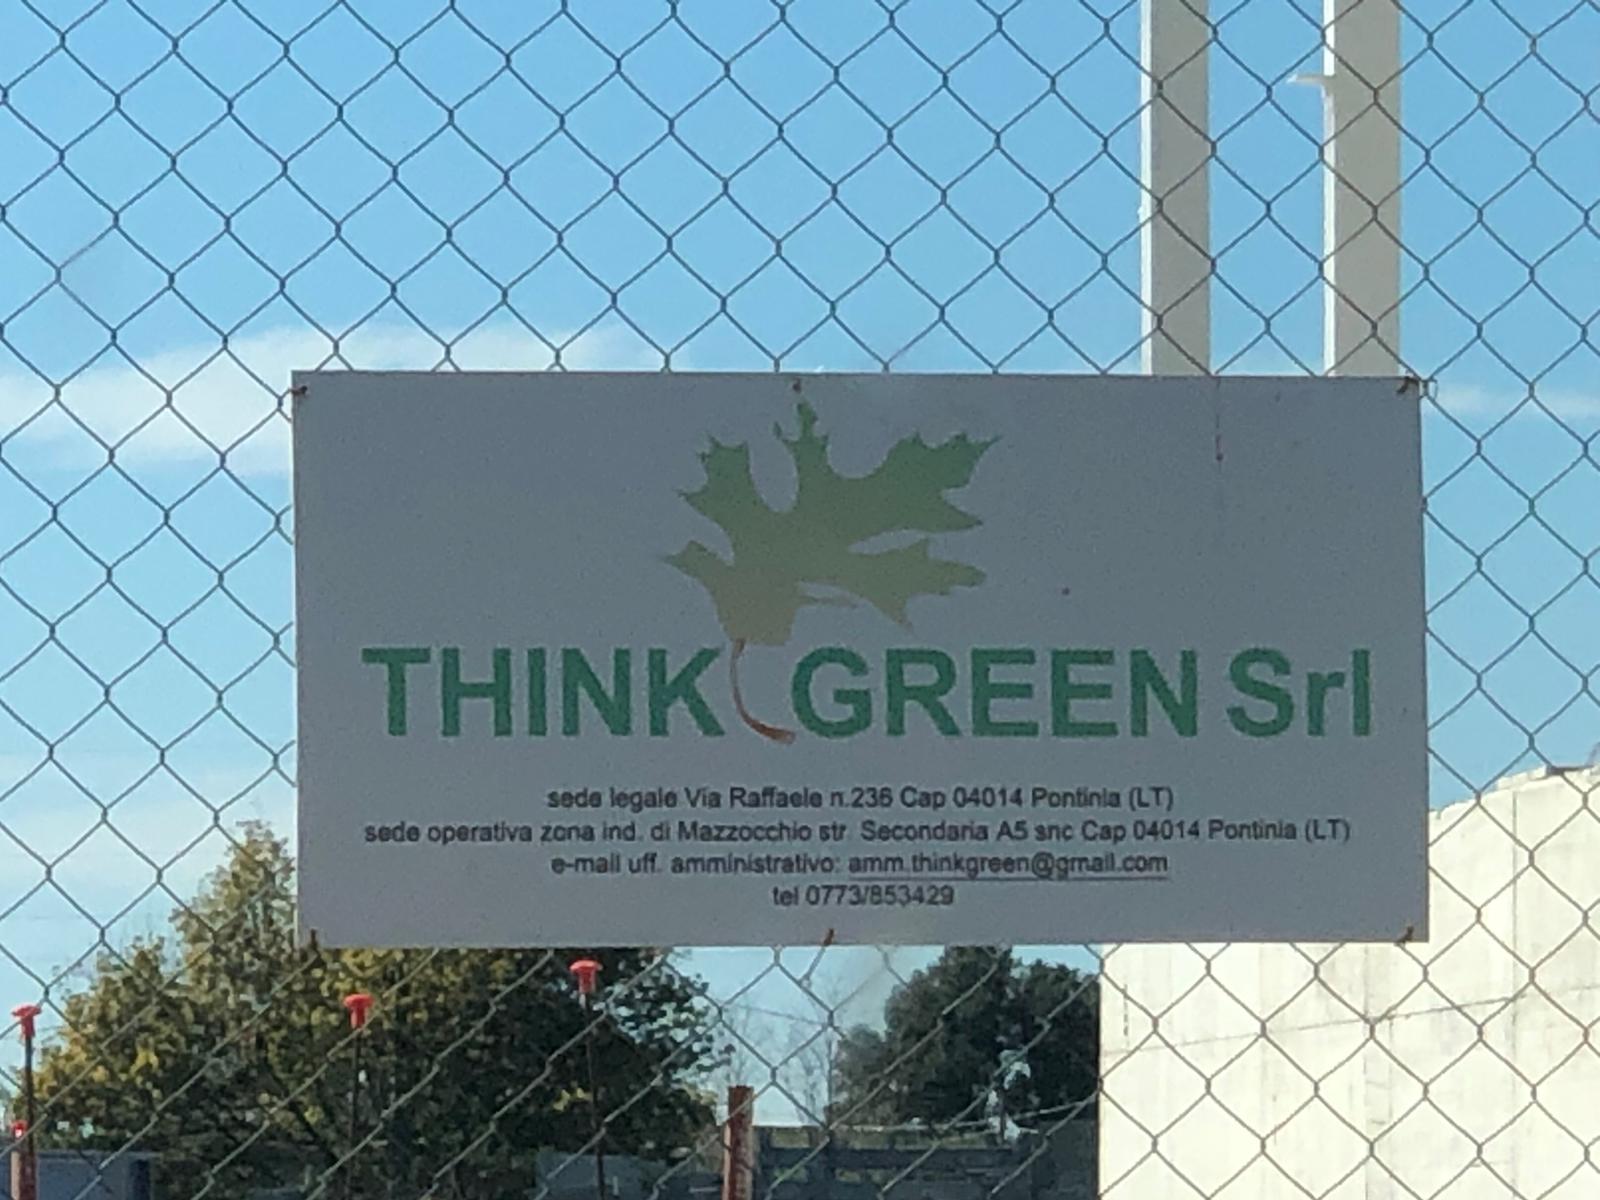 THINK GREEN Srl
sede legale Via Raffaele n.236 Cap 04014 Pontinia (LT)
sede operativa zona ind. di Mazzocchio str. Secondaria A5 snc Cap 04014 Pontinia (LT)
e-mail uff. amministrativo: amm.thinkgreen@gmail.com
tel 0773/853429